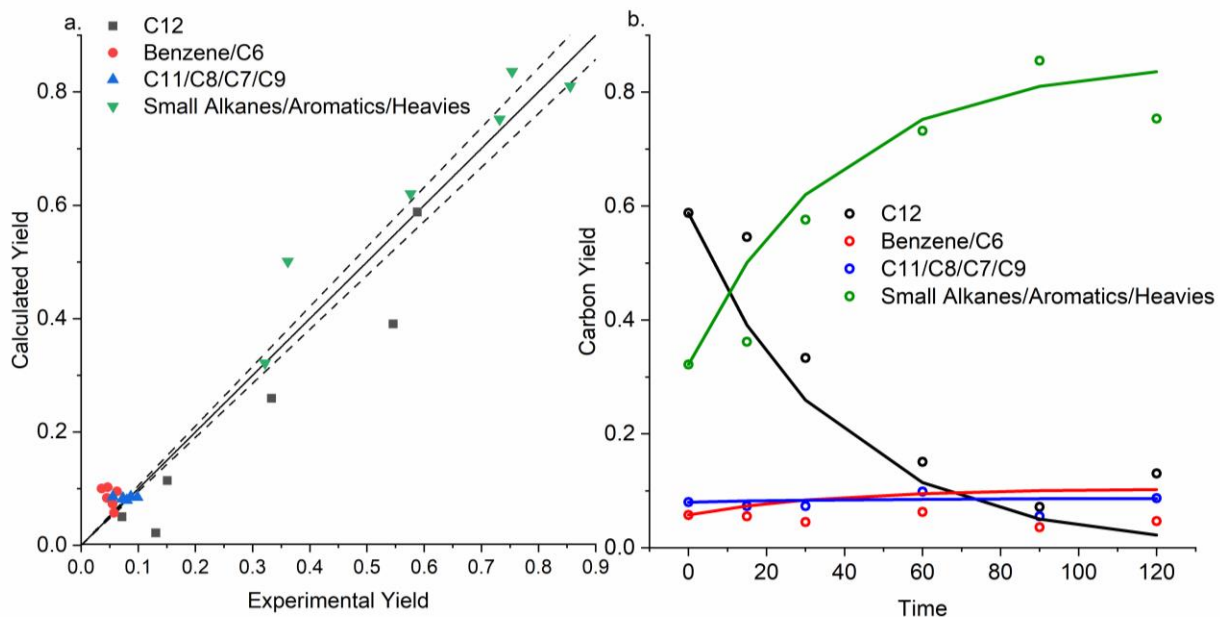 a.
C12
Benzene/C6
C11/C8/C7/C9
Small Alkanes/Aromatics/Heavies
Calculated Yield
0.8
0.6
0.4
0.2
0.0
0.0 0.1 0.2 0.3 0.4 0.5 0.6 0.7 0.8 0.9
Experimental Yield
b.
Carbon Yield
0.8
0.6
0.4
0.2
0.0
C12
Benzene/C6
C11/C8/C7/C9
Small Alkanes/Aromatics/Heavies
0 20 40 60 80 100 120
Time